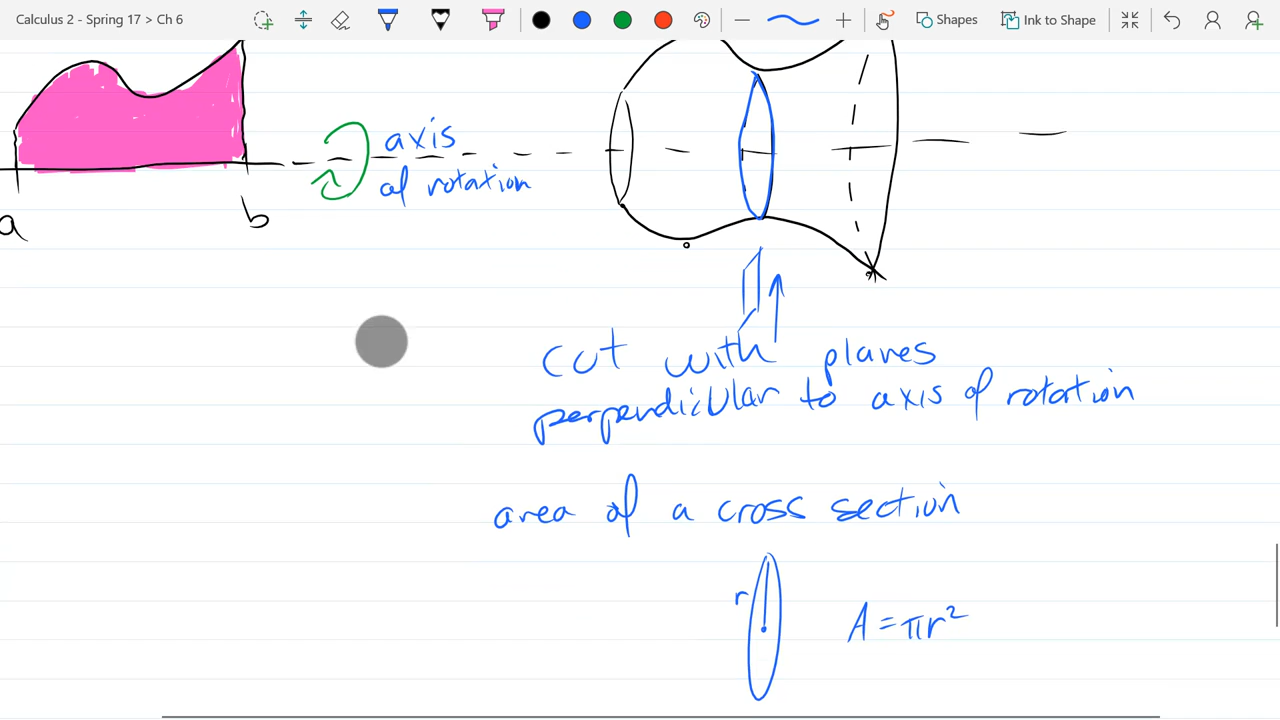 Calculus 2 - Spring 17 > Ch 6
Shapes
Ink to Shape
axis
of rotation
a
b
cut with planes
perpendicular to axis of rotation
area of a cross section
r
A = πr²